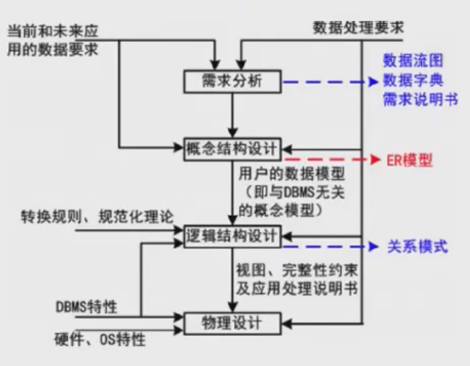 当前和未来应
用的数据要求
数据处理要求
需求分析
数据流图
数据字典
需求说明书
概念结构设计
ER模型
用户的数据模型
（即与DBMS无关
的概念模型）
转换规则、规范化理论
逻辑结构设计
关系模式
视图、完整性约束
及应用处理说明书
DBMS特性
物理设计
硬件、OS特性